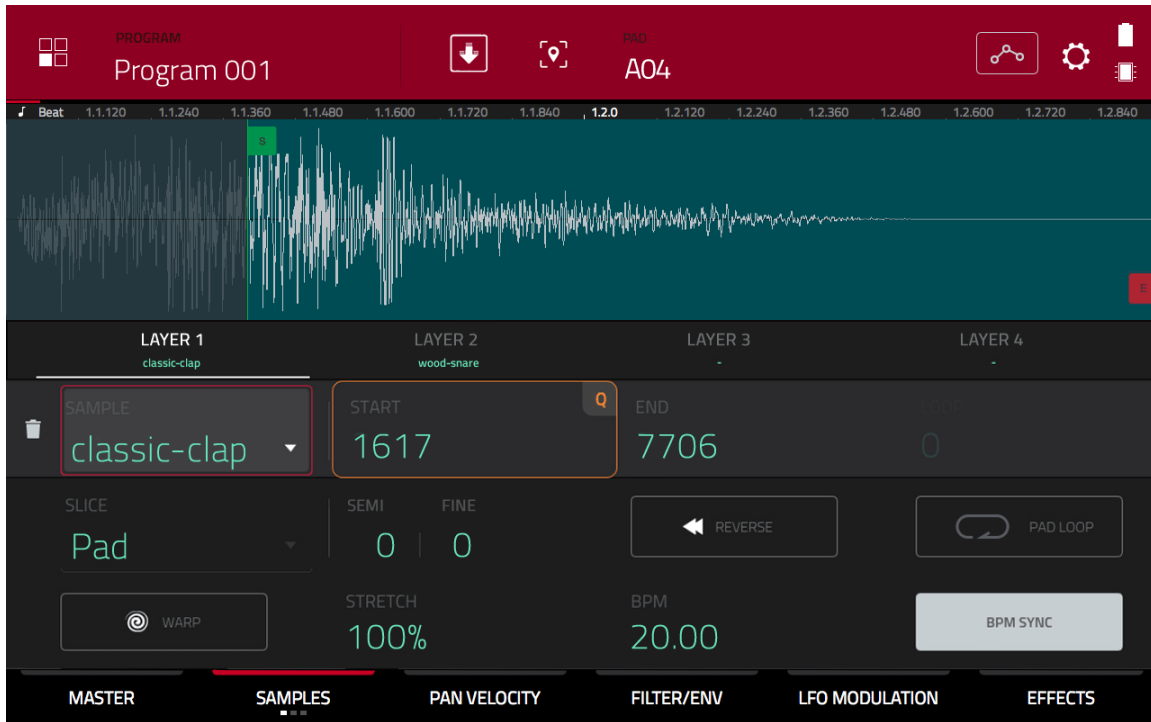 PROGRAM
Program 001
PAD
A04
Beat 1.1.120 1.1.240 1.1.360 1.1.480 1.1.600 1.1.720 1.1.840 1.2.0 1.2.120 1.2.240 1.2.360 1.2.480 1.2.600 1.2.720 1.2.840
S
E
LAYER 1 LAYER 2 LAYER 3 LAYER 4
classic-clap wood-snare - -
SAMPLE START Q END LOOP
classic-clap 1617 7706 0
SLICE SEMI FINE
Pad 0 0
REVERSE PAD LOOP
STRETCH BPM
WARP 100% 20.00 BPM SYNC
MASTER SAMPLES PAN VELOCITY FILTER/ENV LFO MODULATION EFFECTS